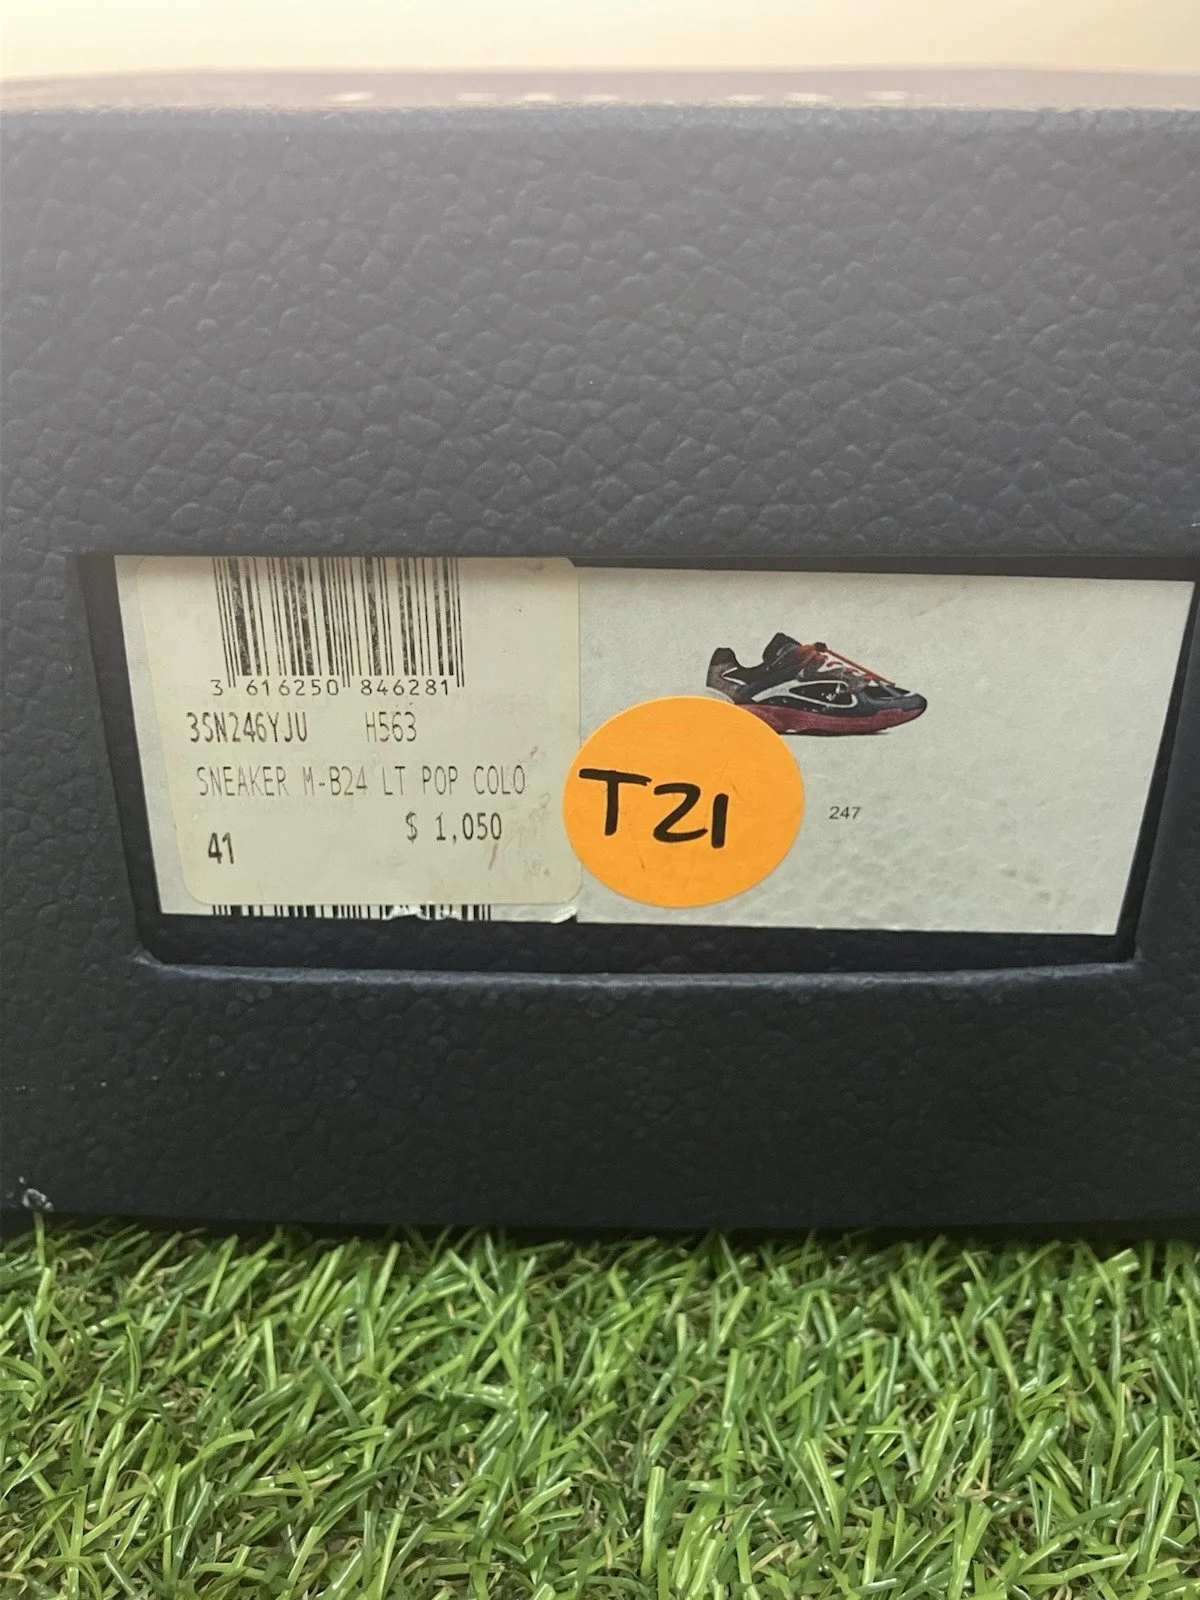 3 616250 846281
3SN246YJU H563
SNEAKER M-B24 LT POP COLO
$ 1,050
41
T21
247